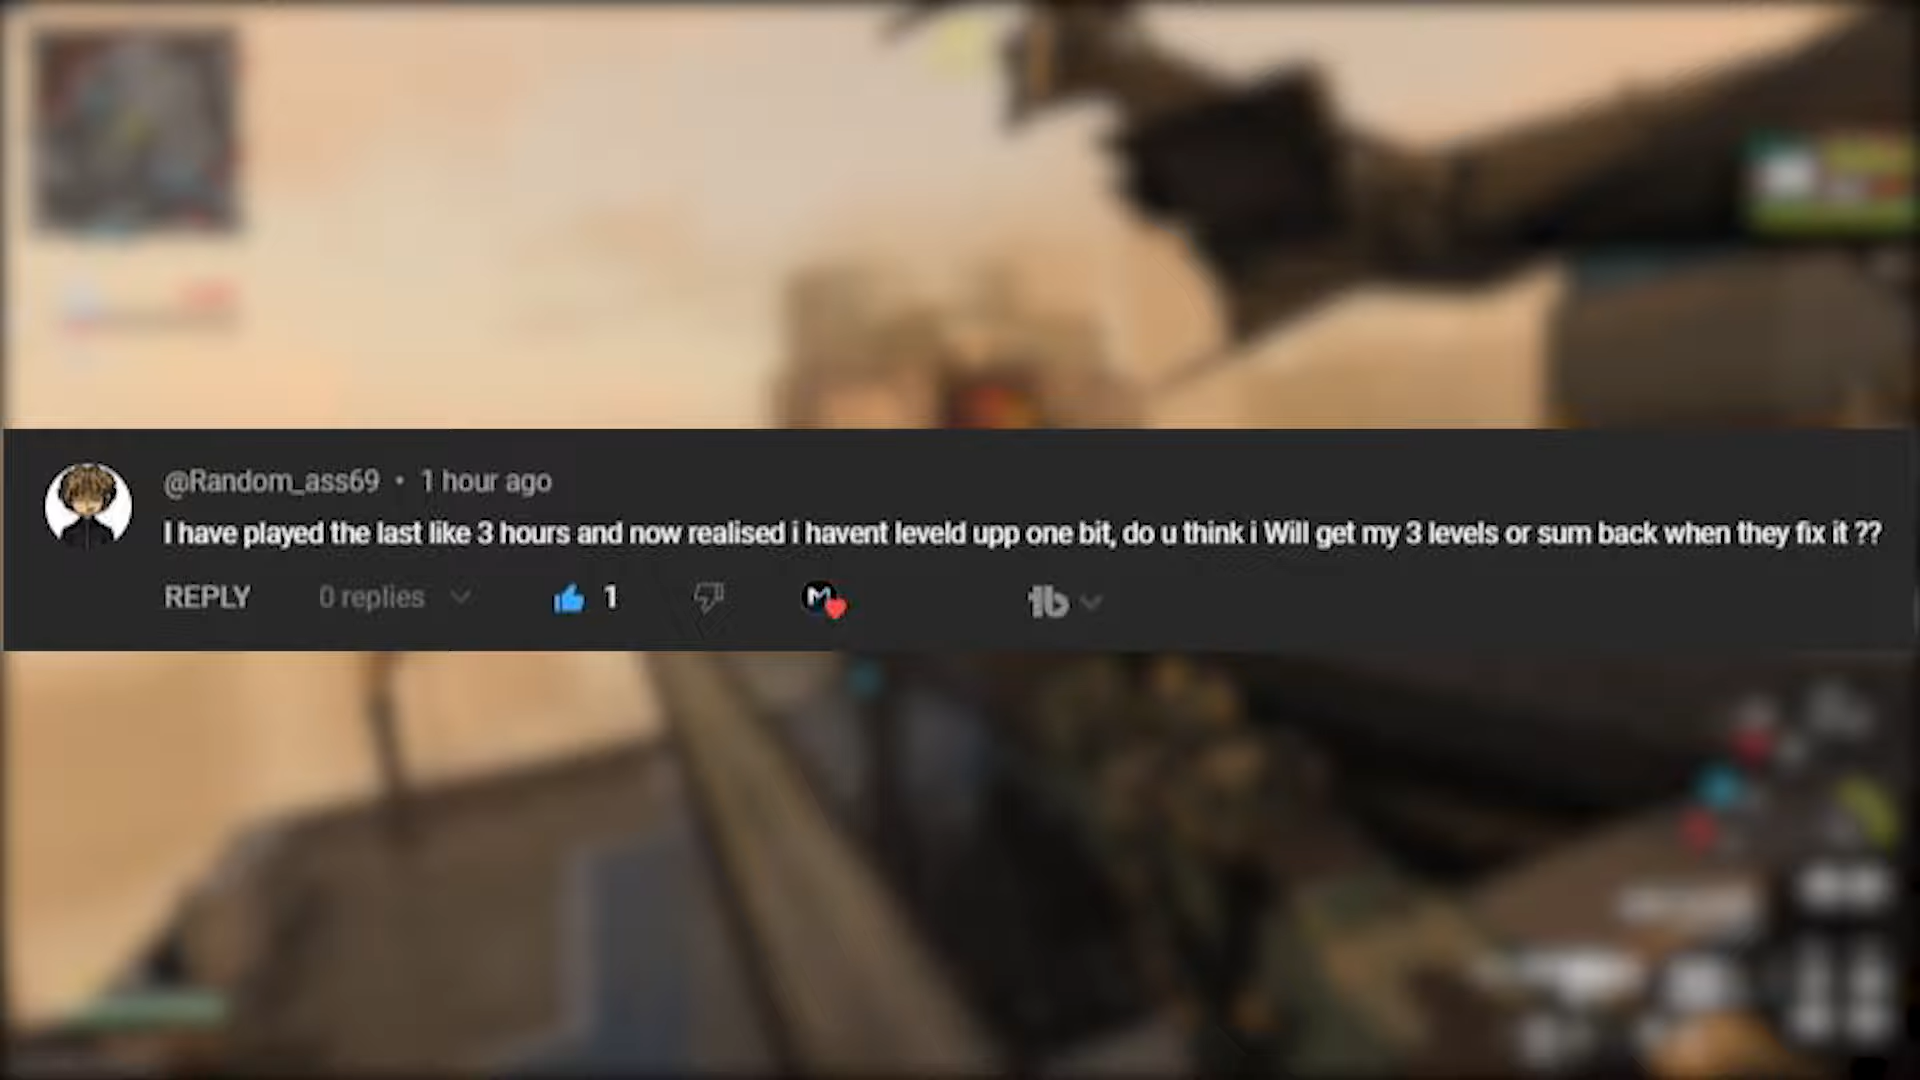 @Random_ass69 • 1 hour ago
I have played the last like 3 hours and now realised i havent leveld upp one bit, do u think i Will get my 3 levels or sum back when they fix it ??
REPLY 0 replies 1 M tb